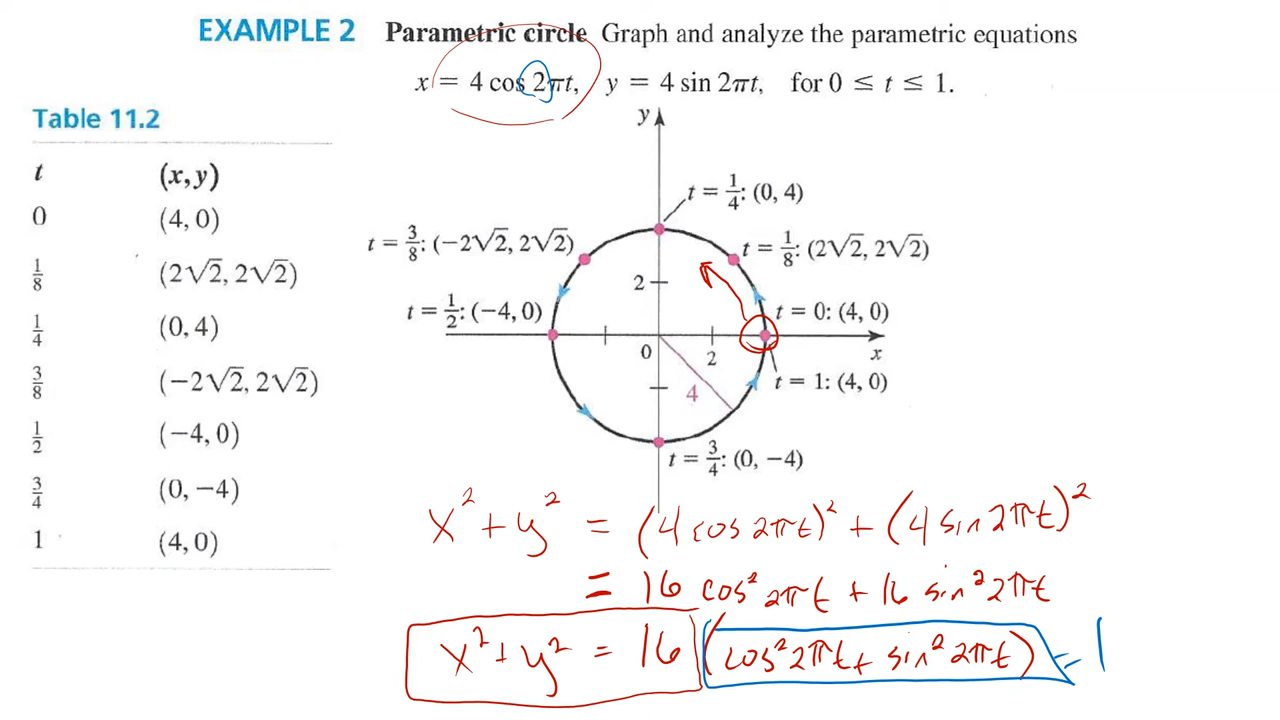 EXAMPLE 2 Parametric circle Graph and analyze the parametric equations
x = 4 cos 2πt, y = 4 sin 2πt, for 0 ≤ t ≤ 1.
Table 11.2
t (x, y)
0 (4, 0)
1/8 (2√2, 2√2)
1/4 (0, 4)
3/8 (−2√2, 2√2)
1/2 (−4, 0)
3/4 (0, −4)
1 (4, 0)
y
t = 1/4: (0, 4)
t = 3/8: (−2√2, 2√2)
t = 1/8: (2√2, 2√2)
2
t = 1/2: (−4, 0)
t = 0: (4, 0)
0
2
x
4
t = 1: (4, 0)
t = 3/4: (0, −4)
x² + y² = (4 cos 2πt)² + (4 sin 2πt)²
= 16 cos² 2πt + 16 sin² 2πt
x² + y² = 16 (cos² 2πt + sin² 2πt) = 1